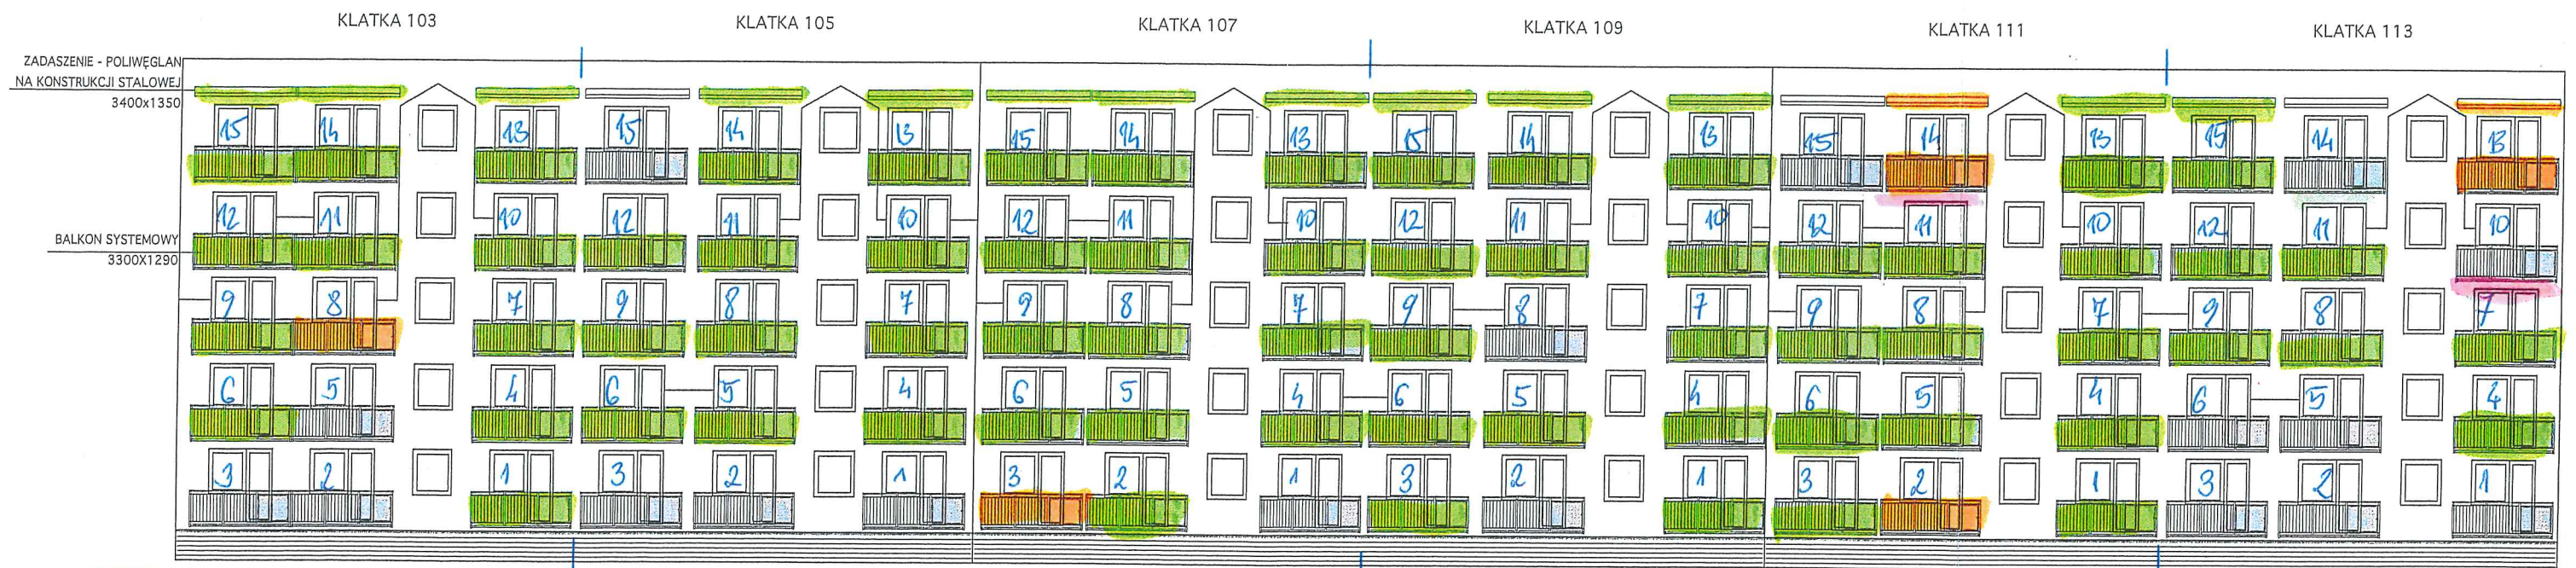 KLATKA 103 KLATKA 105 KLATKA 107 KLATKA 109 KLATKA 111 KLATKA 113
ZADASZENIE - POLIWĘGLAN
NA KONSTRUKCJI STALOWEJ
3400x1350
15 14 13 15 14 13 15 14 13 15 14 13 15 14 13 15 14 13
12 11 10 12 11 10 12 11 10 12 11 10 12 11 10 12 11 10
BALKON SYSTEMOWY
3300X1290
9 8 7 9 8 7 9 8 7 9 8 7 9 8 7 9 8 7
6 5 4 6 5 4 6 5 4 6 5 4 6 5 4 6 5 4
3 2 1 3 2 1 3 2 1 3 2 1 3 2 1 3 2 1